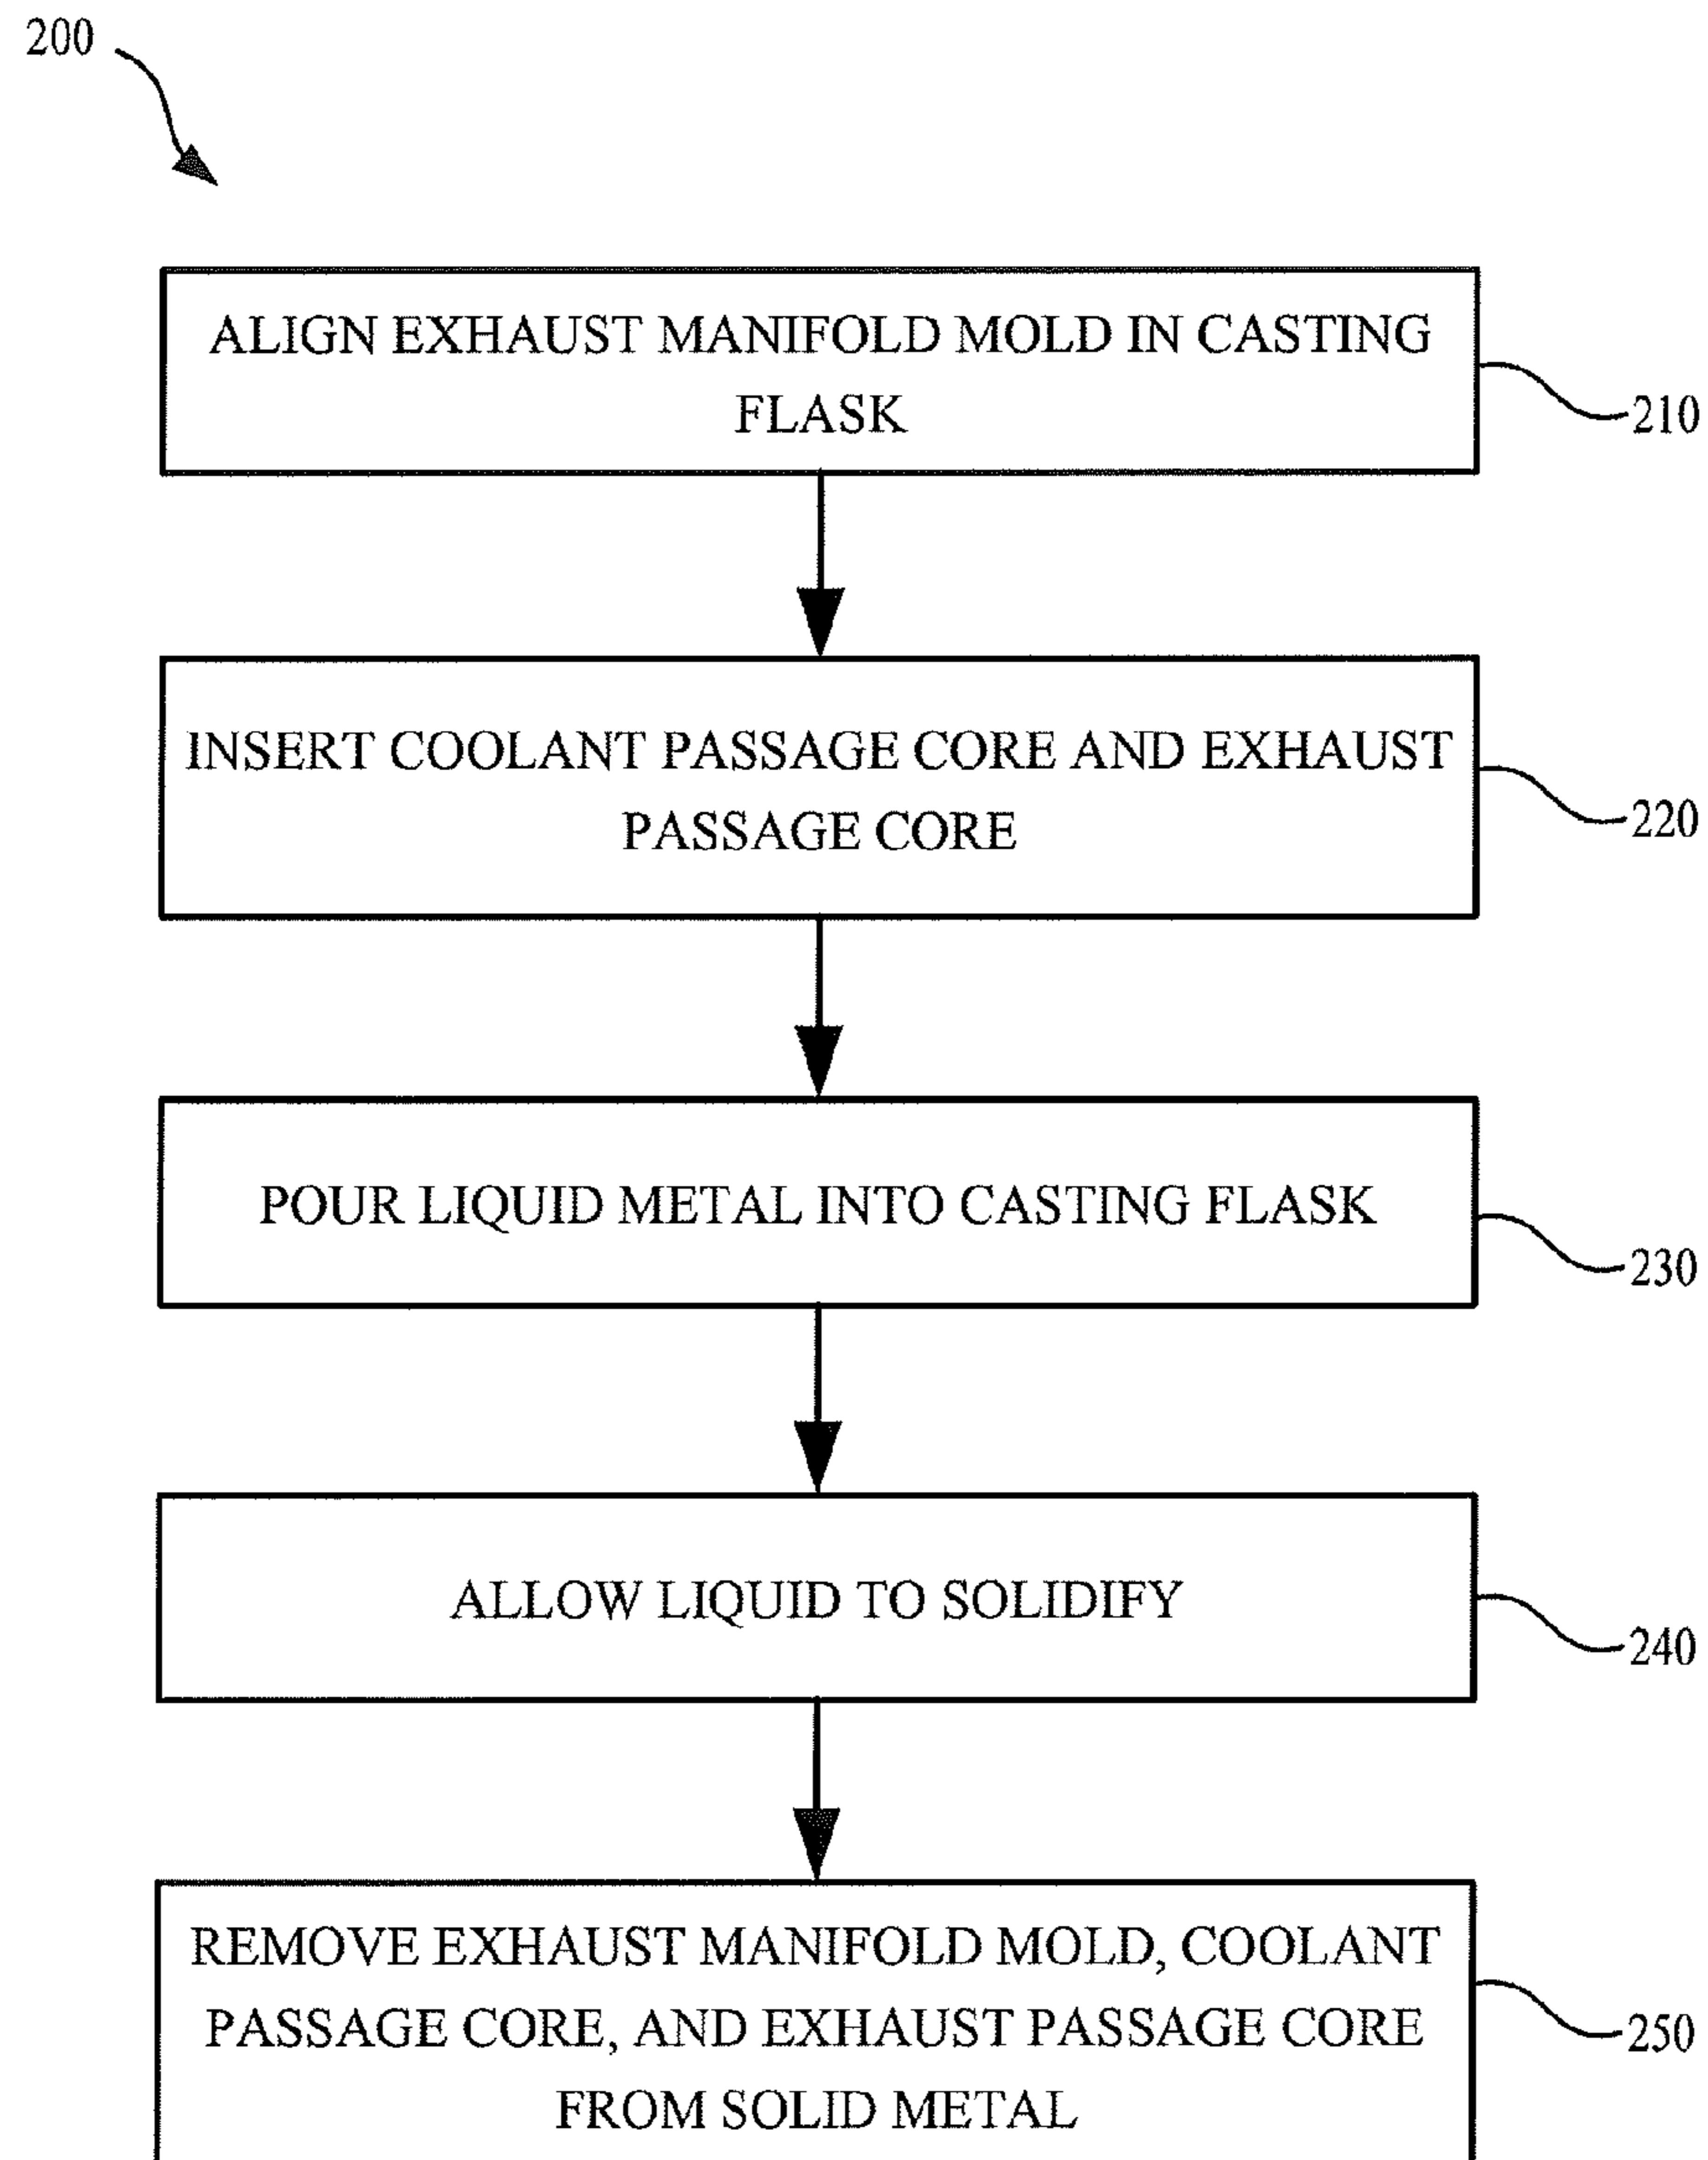 200
ALIGN EXHAUST MANIFOLD MOLD IN CASTING
FLASK
210
INSERT COOLANT PASSAGE CORE AND EXHAUST
PASSAGE CORE
220
POUR LIQUID METAL INTO CASTING FLASK
230
ALLOW LIQUID TO SOLIDIFY
240
REMOVE EXHAUST MANIFOLD MOLD, COOLANT
PASSAGE CORE, AND EXHAUST PASSAGE CORE
FROM SOLID METAL
250